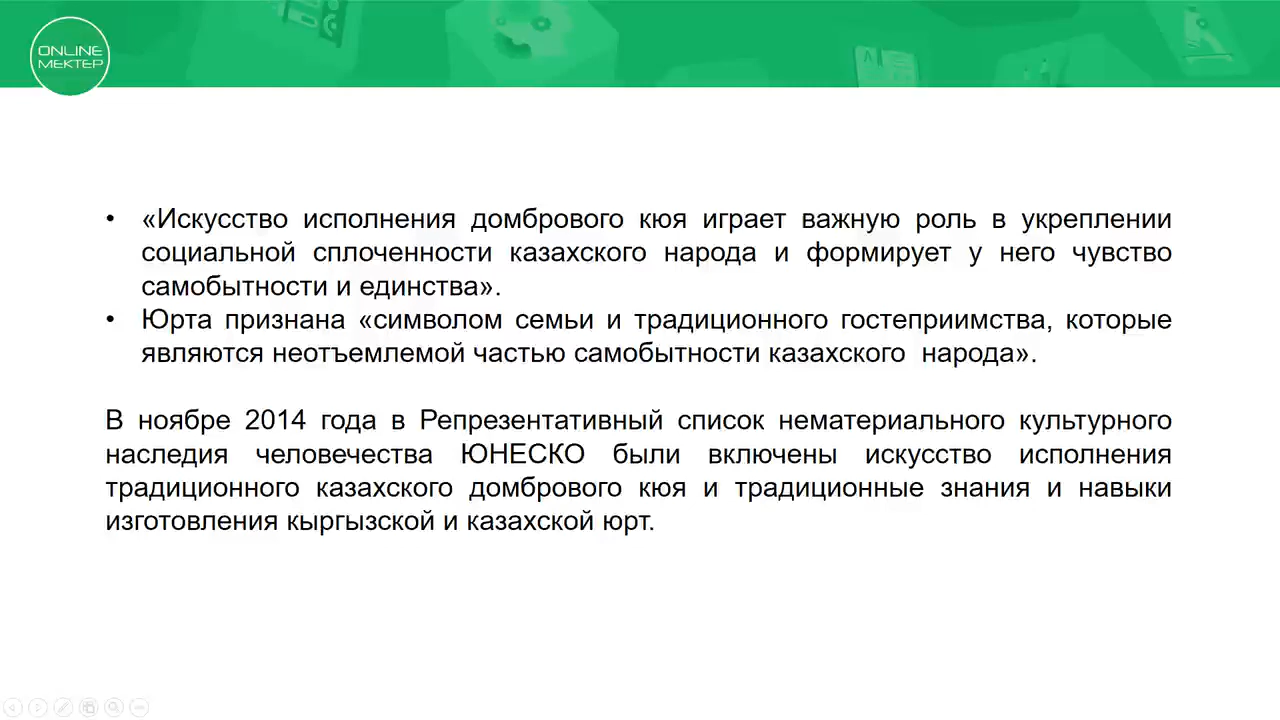 ONLINE
МЕКТЕР
• «Искусство исполнения домбрового кюя играет важную роль в укреплении
социальной сплоченности казахского народа и формирует у него чувство
самобытности и единства».
• Юрта признана «символом семьи и традиционного гостеприимства, которые
являются неотъемлемой частью самобытности казахского народа».
В ноябре 2014 года в Репрезентативный список нематериального культурного
наследия человечества ЮНЕСКО были включены искусство исполнения
традиционного казахского домбрового кюя и традиционные знания и навыки
изготовления кыргызской и казахской юрт.